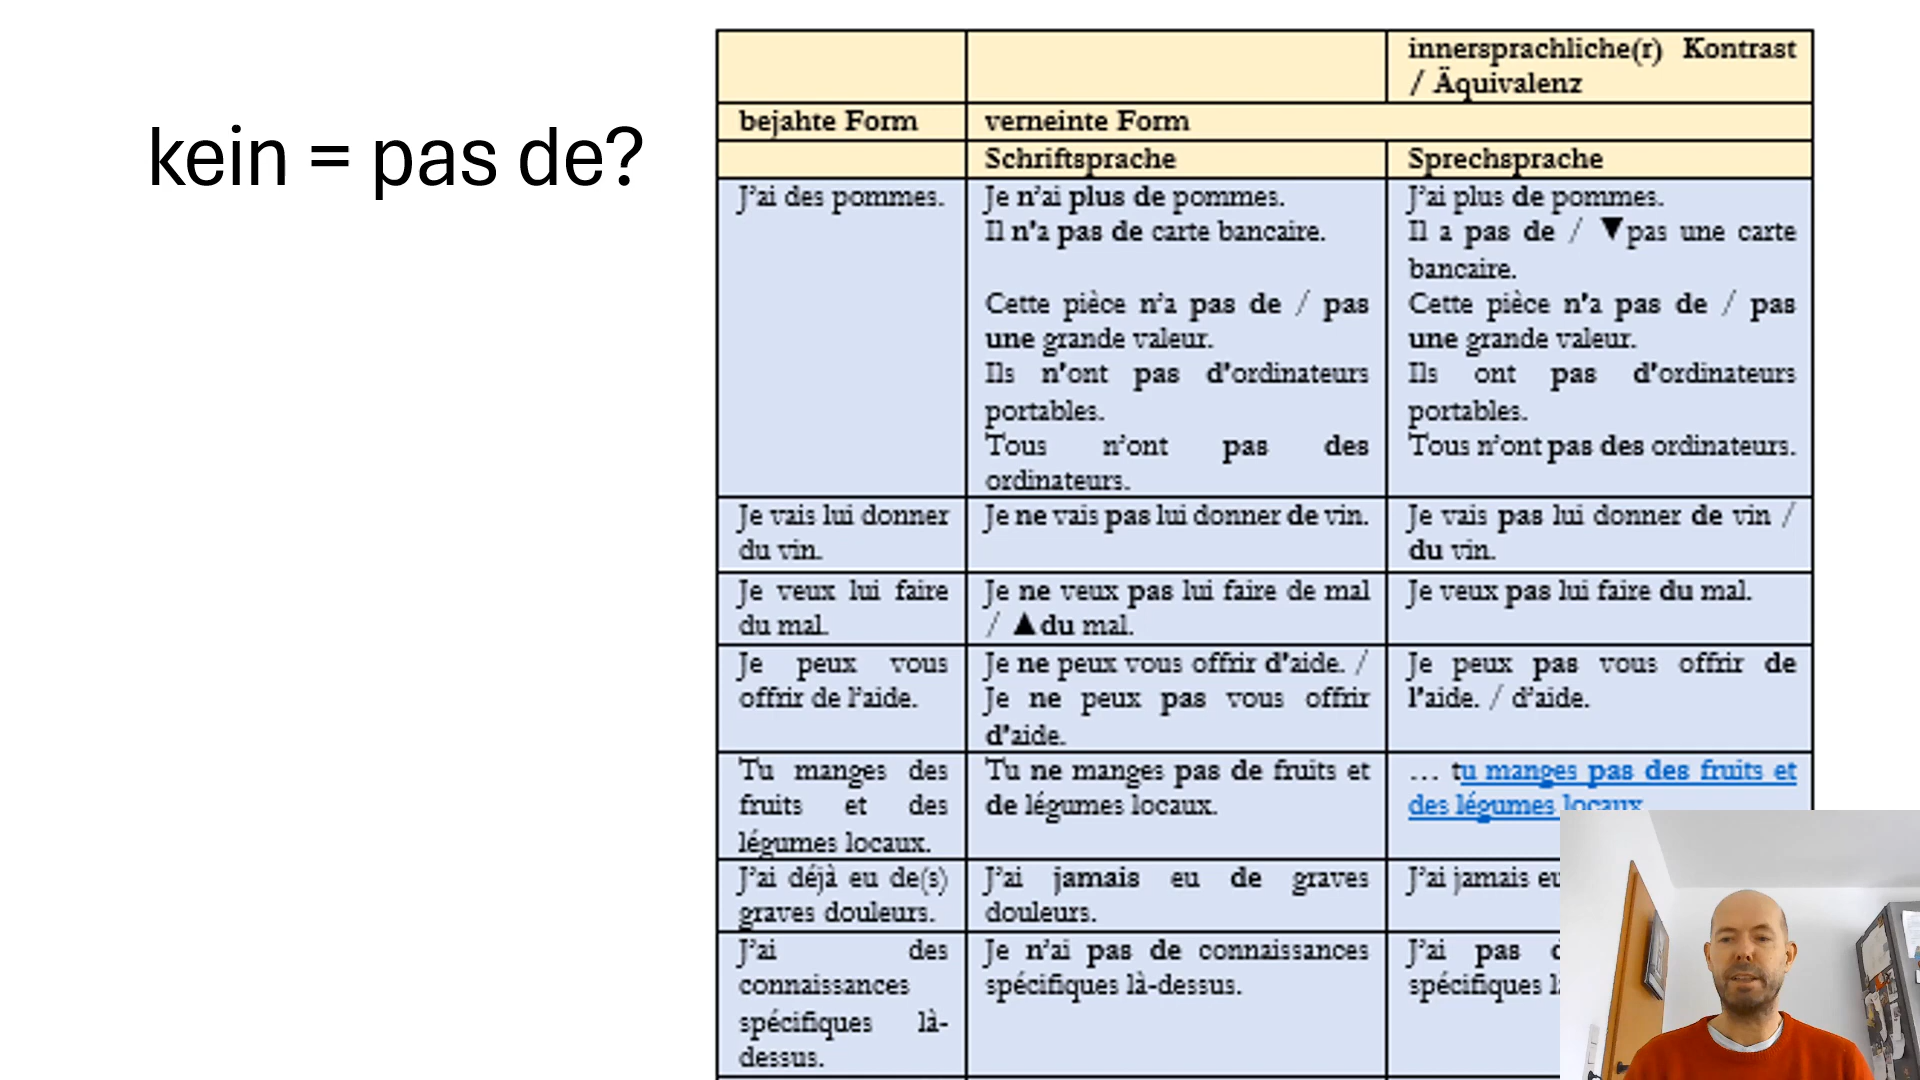 kein = pas de?
innersprachliche(r) Kontrast
/ Äquivalenz
bejahte Form
verneinte Form
Schriftsprache
Sprechsprache
J’ai des pommes.
Je n’ai plus de pommes.
Il n’a pas de carte bancaire.
Cette pièce n’a pas de / pas
une grande valeur.
Ils n’ont pas d’ordinateurs
portables.
Tous n’ont pas des
ordinateurs.
J’ai plus de pommes.
Il a pas de / ▼pas une carte
bancaire.
Cette pièce n’a pas de / pas
une grande valeur.
Ils ont pas d’ordinateurs
portables.
Tous n’ont pas des ordinateurs.
Je vais lui donner
du vin.
Je ne vais pas lui donner de vin.
Je vais pas lui donner de vin /
du vin.
Je veux lui faire
du mal.
Je ne veux pas lui faire de mal
/ ▲du mal.
Je veux pas lui faire du mal.
Je peux vous
offrir de l’aide.
Je ne peux vous offrir d’aide. /
Je ne peux pas vous offrir
d’aide.
Je peux pas vous offrir de
l’aide. / d’aide.
Tu manges des
fruits et des
légumes locaux.
Tu ne manges pas de fruits et
de légumes locaux.
… tu manges pas des fruits et
des légumes locaux
J’ai déjà eu de(s)
graves douleurs.
J’ai jamais eu de graves
douleurs.
J’ai jamais eu
J’ai des
connaissances
spécifiques là-
dessus.
Je n’ai pas de connaissances
spécifiques là-dessus.
J’ai pas
spécifiques